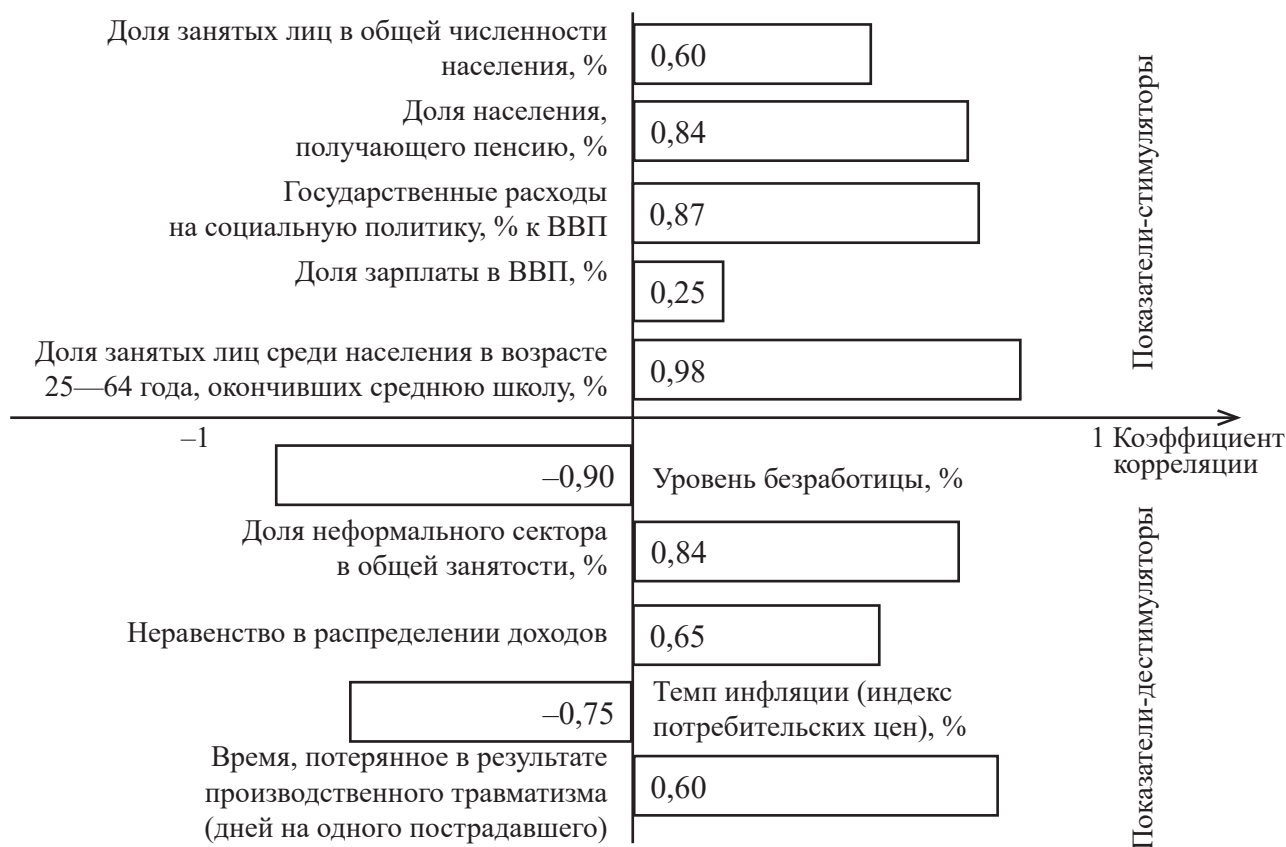 Доля занятых лиц в общей численности
населения, %
0,60
Доля населения,
получающего пенсию, %
0,84
Государственные расходы
на социальную политику, % к ВВП
0,87
Доля зарплаты в ВВП, %
0,25
Доля занятых лиц среди населения в возрасте
25—64 года, окончивших среднюю школу, %
0,98
Показатели-стимуляторы
–1
1 Коэффициент
корреляции
–0,90
Уровень безработицы, %
Доля неформального сектора
в общей занятости, %
0,84
Неравенство в распределении доходов
0,65
–0,75
Темп инфляции (индекс
потребительских цен), %
Время, потерянное в результате
производственного травматизма
(дней на одного пострадавшего)
0,60
Показатели-дестимуляторы